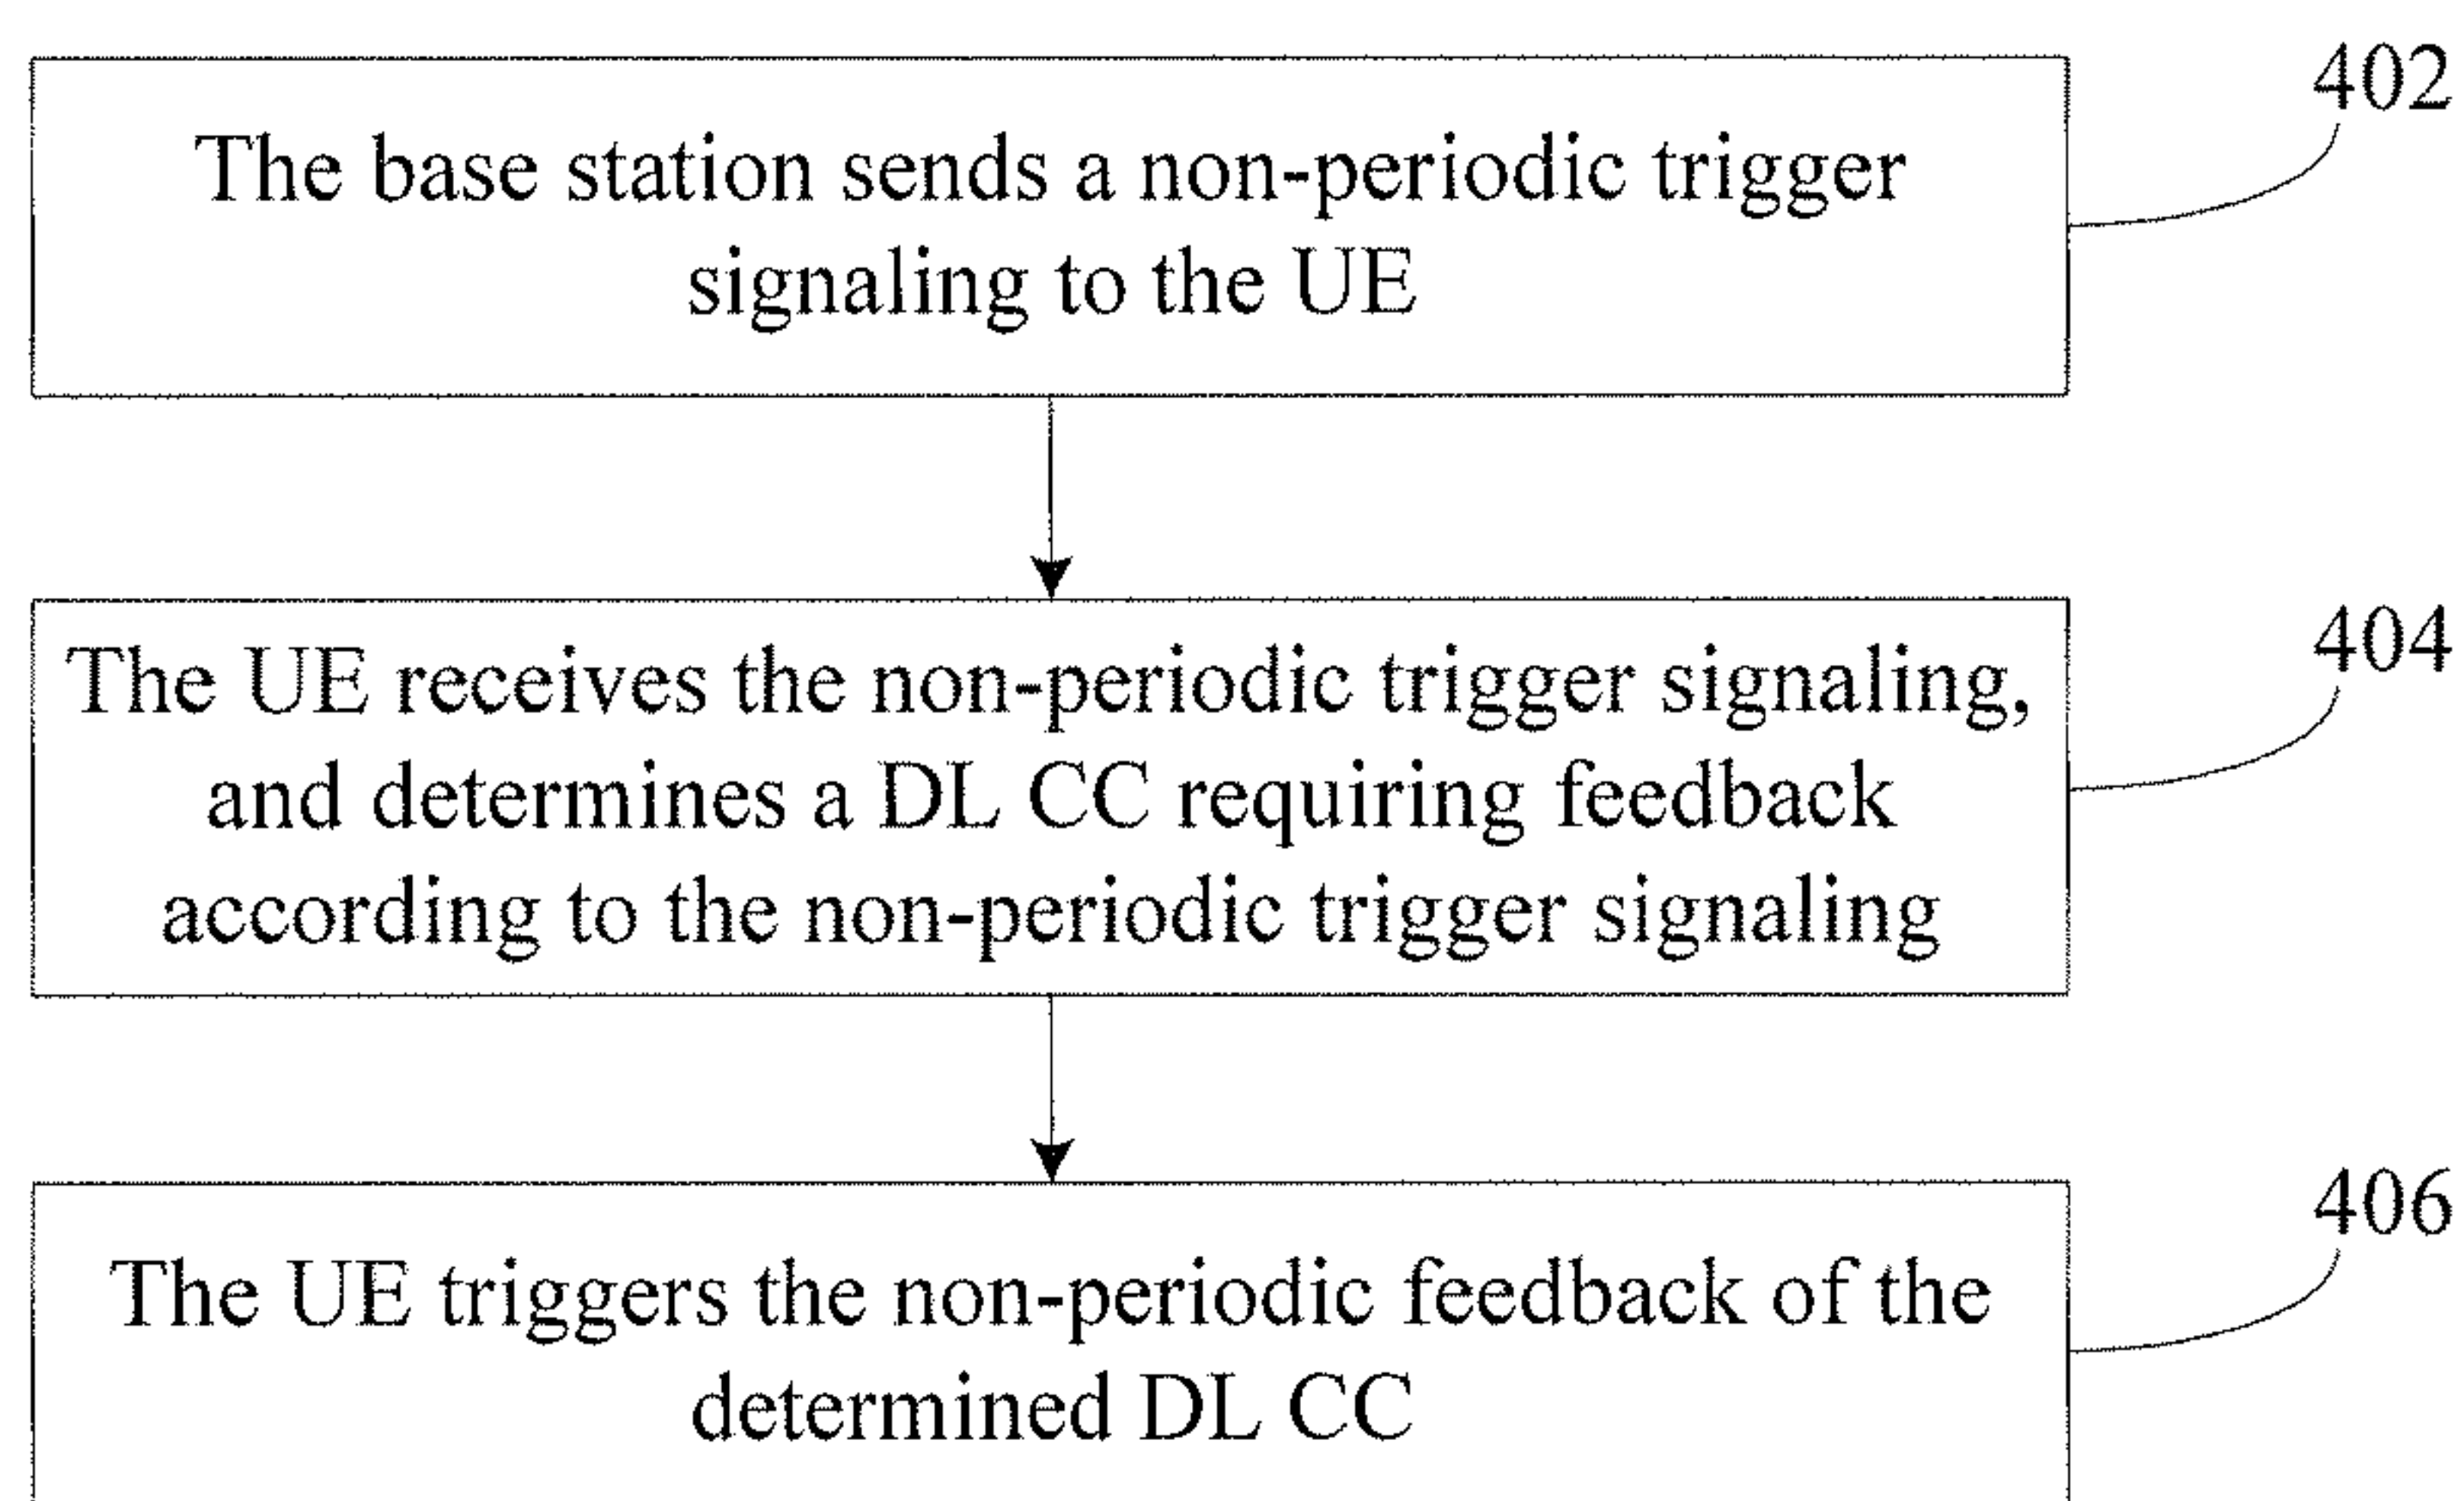 402
The base station sends a non-periodic trigger
signaling to the UE
404
The UE receives the non-periodic trigger signaling,
and determines a DL CC requiring feedback
according to the non-periodic trigger signaling
406
The UE triggers the non-periodic feedback of the
determined DL CC